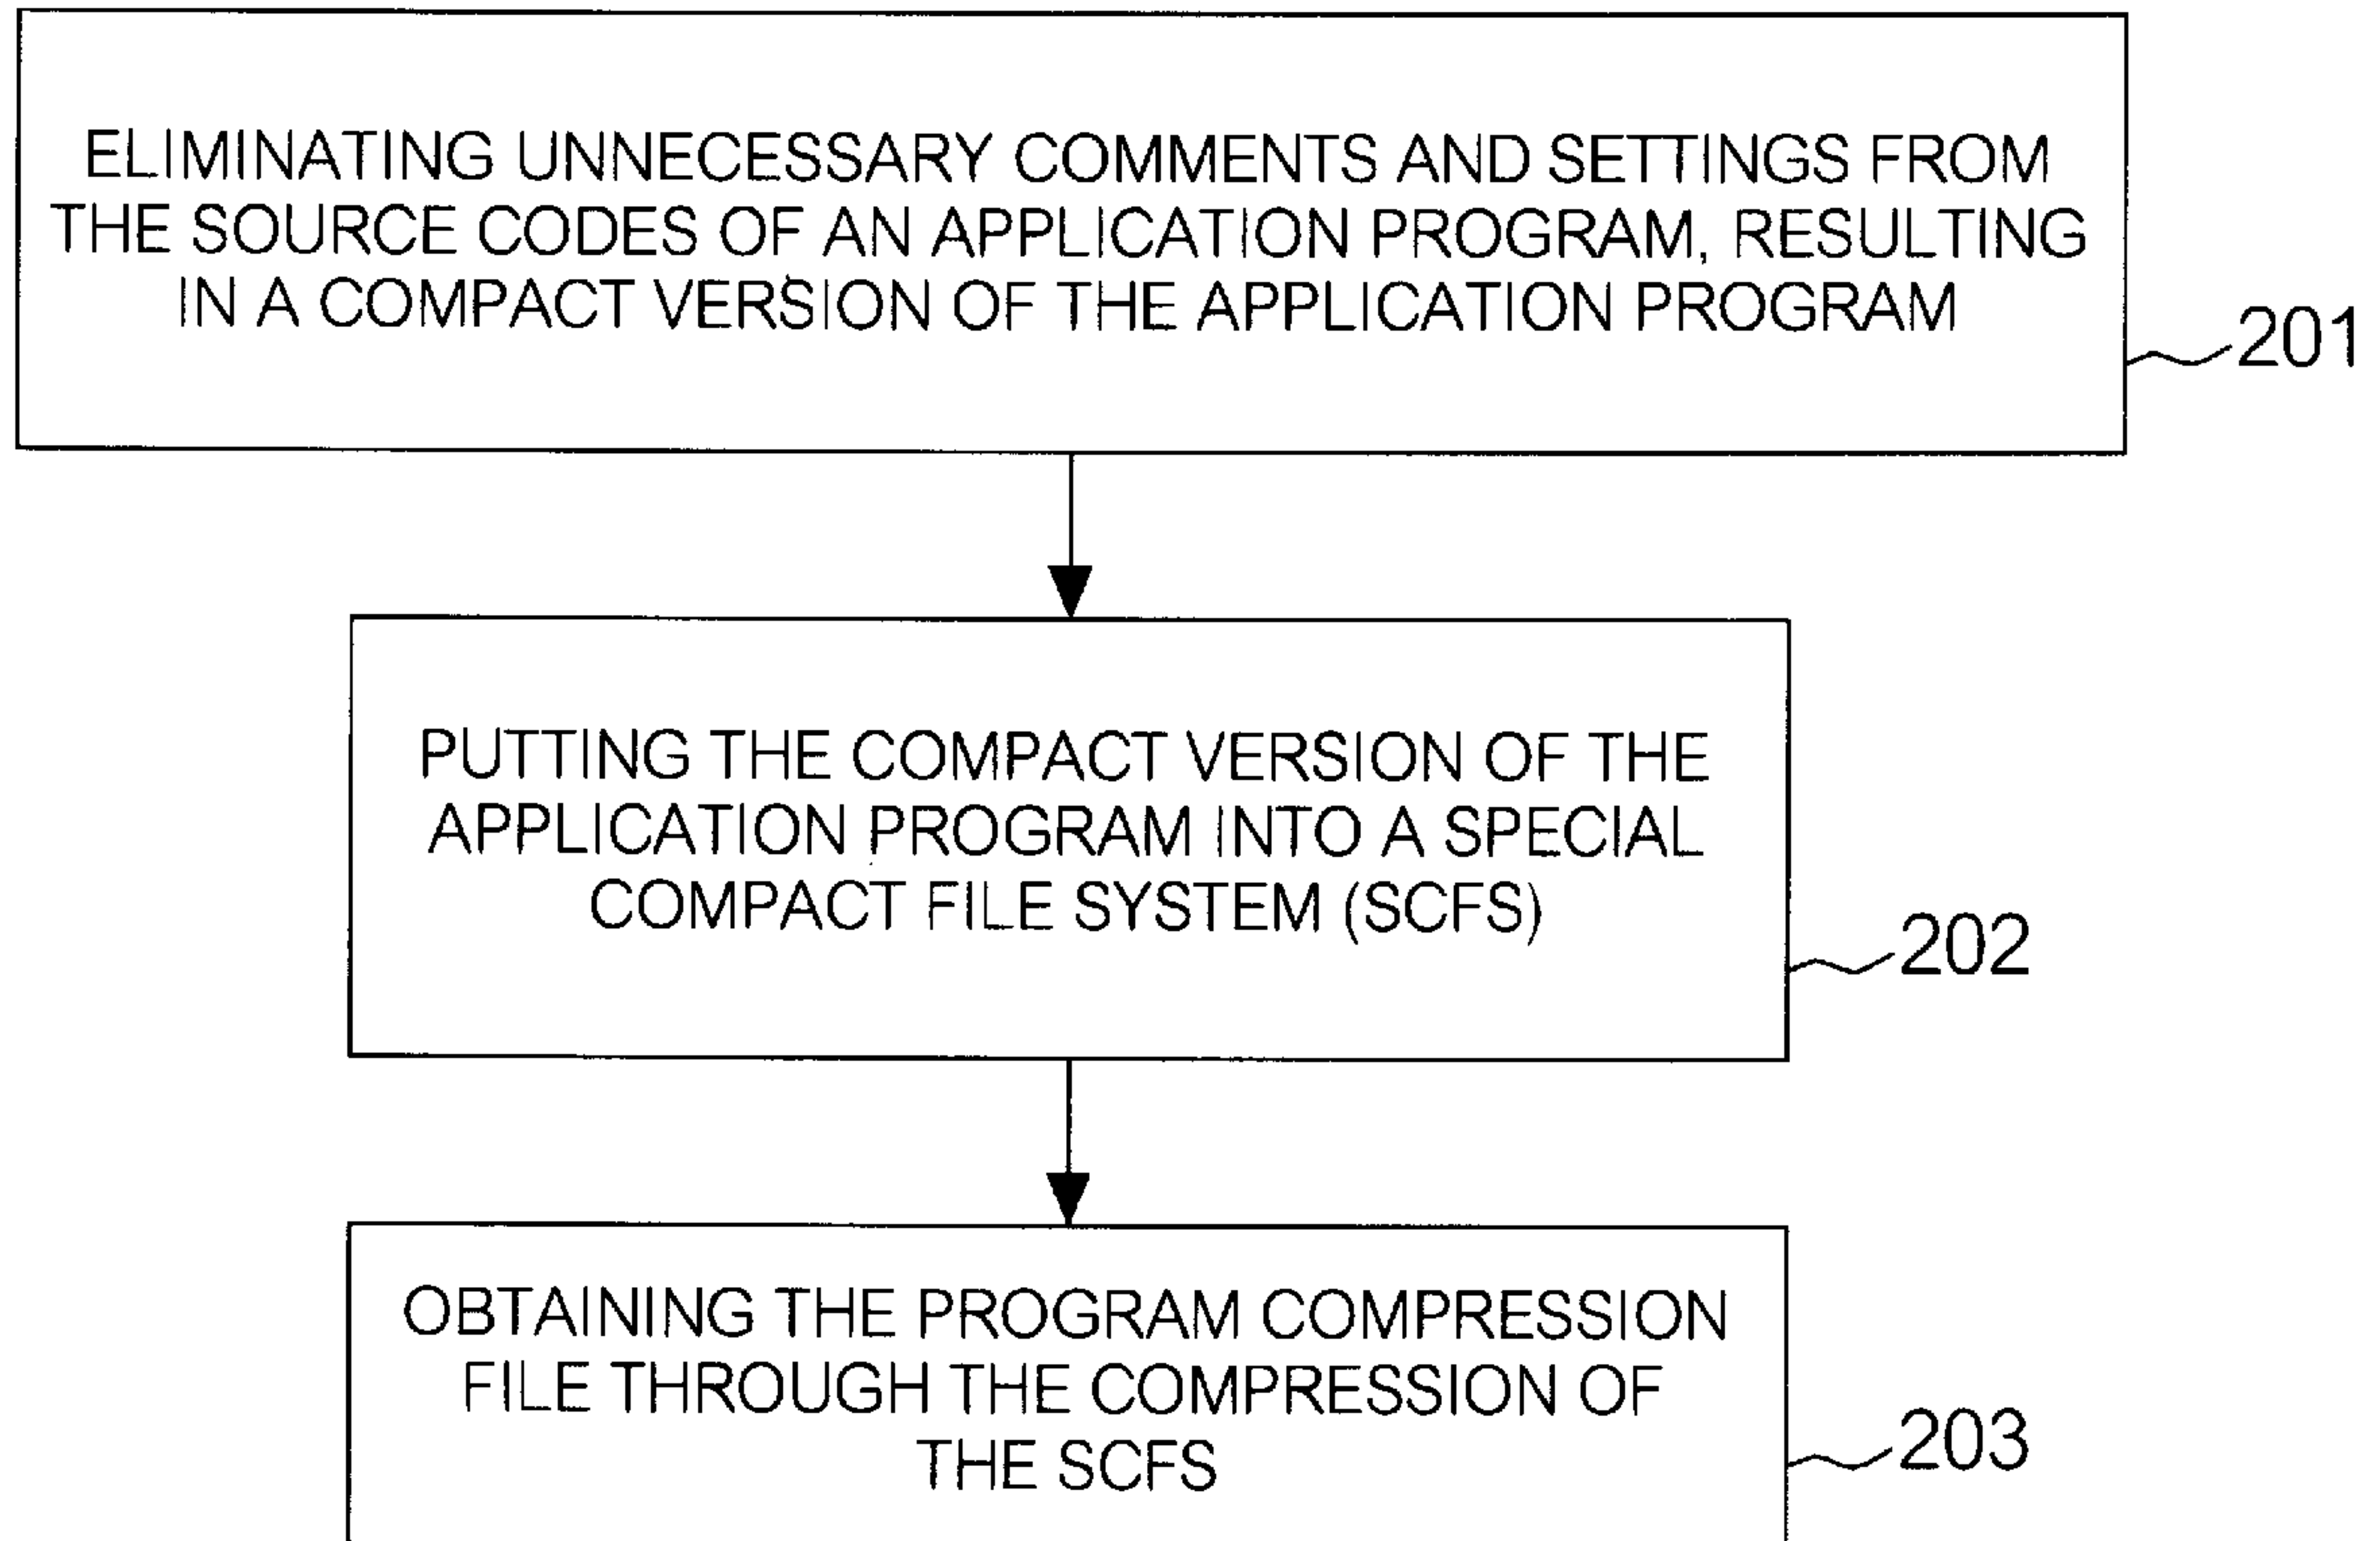 ELIMINATING UNNECESSARY COMMENTS AND SETTINGS FROM
THE SOURCE CODES OF AN APPLICATION PROGRAM, RESULTING
IN A COMPACT VERSION OF THE APPLICATION PROGRAM
201
PUTTING THE COMPACT VERSION OF THE
APPLICATION PROGRAM INTO A SPECIAL
COMPACT FILE SYSTEM (SCFS)
202
OBTAINING THE PROGRAM COMPRESSION
FILE THROUGH THE COMPRESSION OF
THE SCFS
203